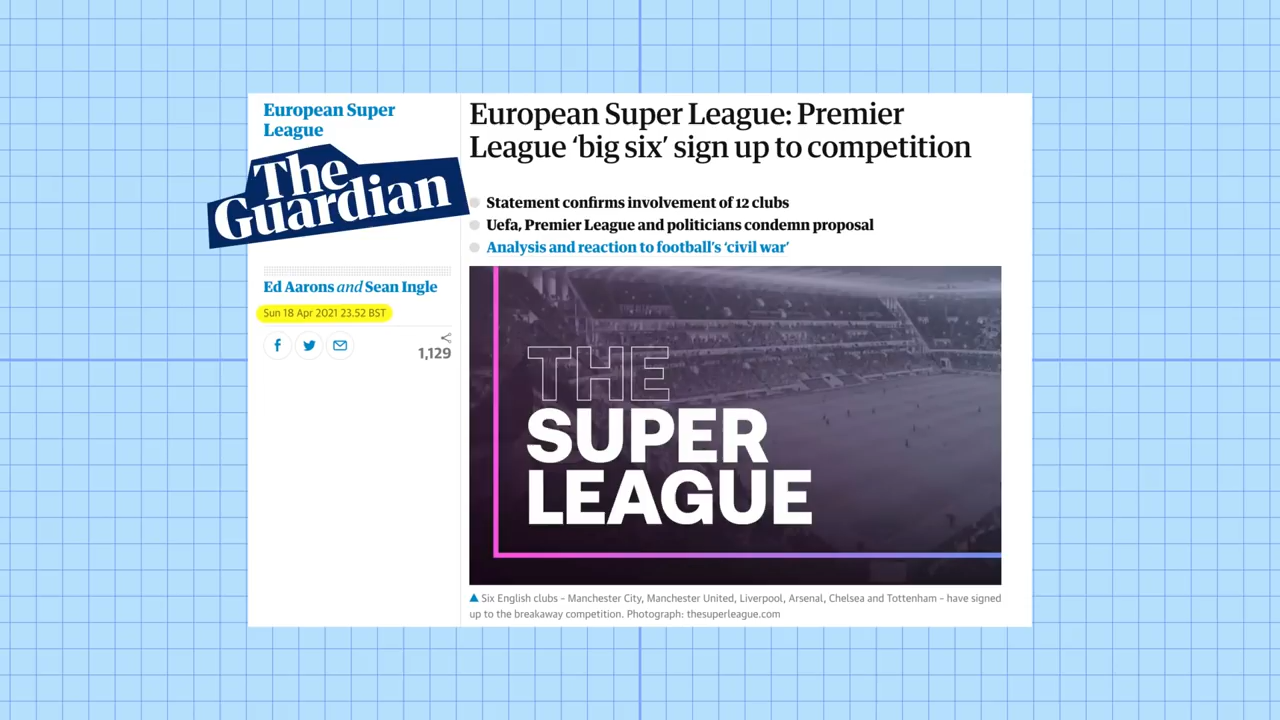 European Super
League
The
Guardian
Ed Aarons and Sean Ingle
Sun 18 Apr 2021 23.52 BST
1,129
European Super League: Premier
League ‘big six’ sign up to competition
Statement confirms involvement of 12 clubs
Uefa, Premier League and politicians condemn proposal
Analysis and reaction to football’s ‘civil war’
THE
SUPER
LEAGUE
Six English clubs – Manchester City, Manchester United, Liverpool, Arsenal, Chelsea and Tottenham – have signed
up to the breakaway competition. Photograph: thesuperleague.com